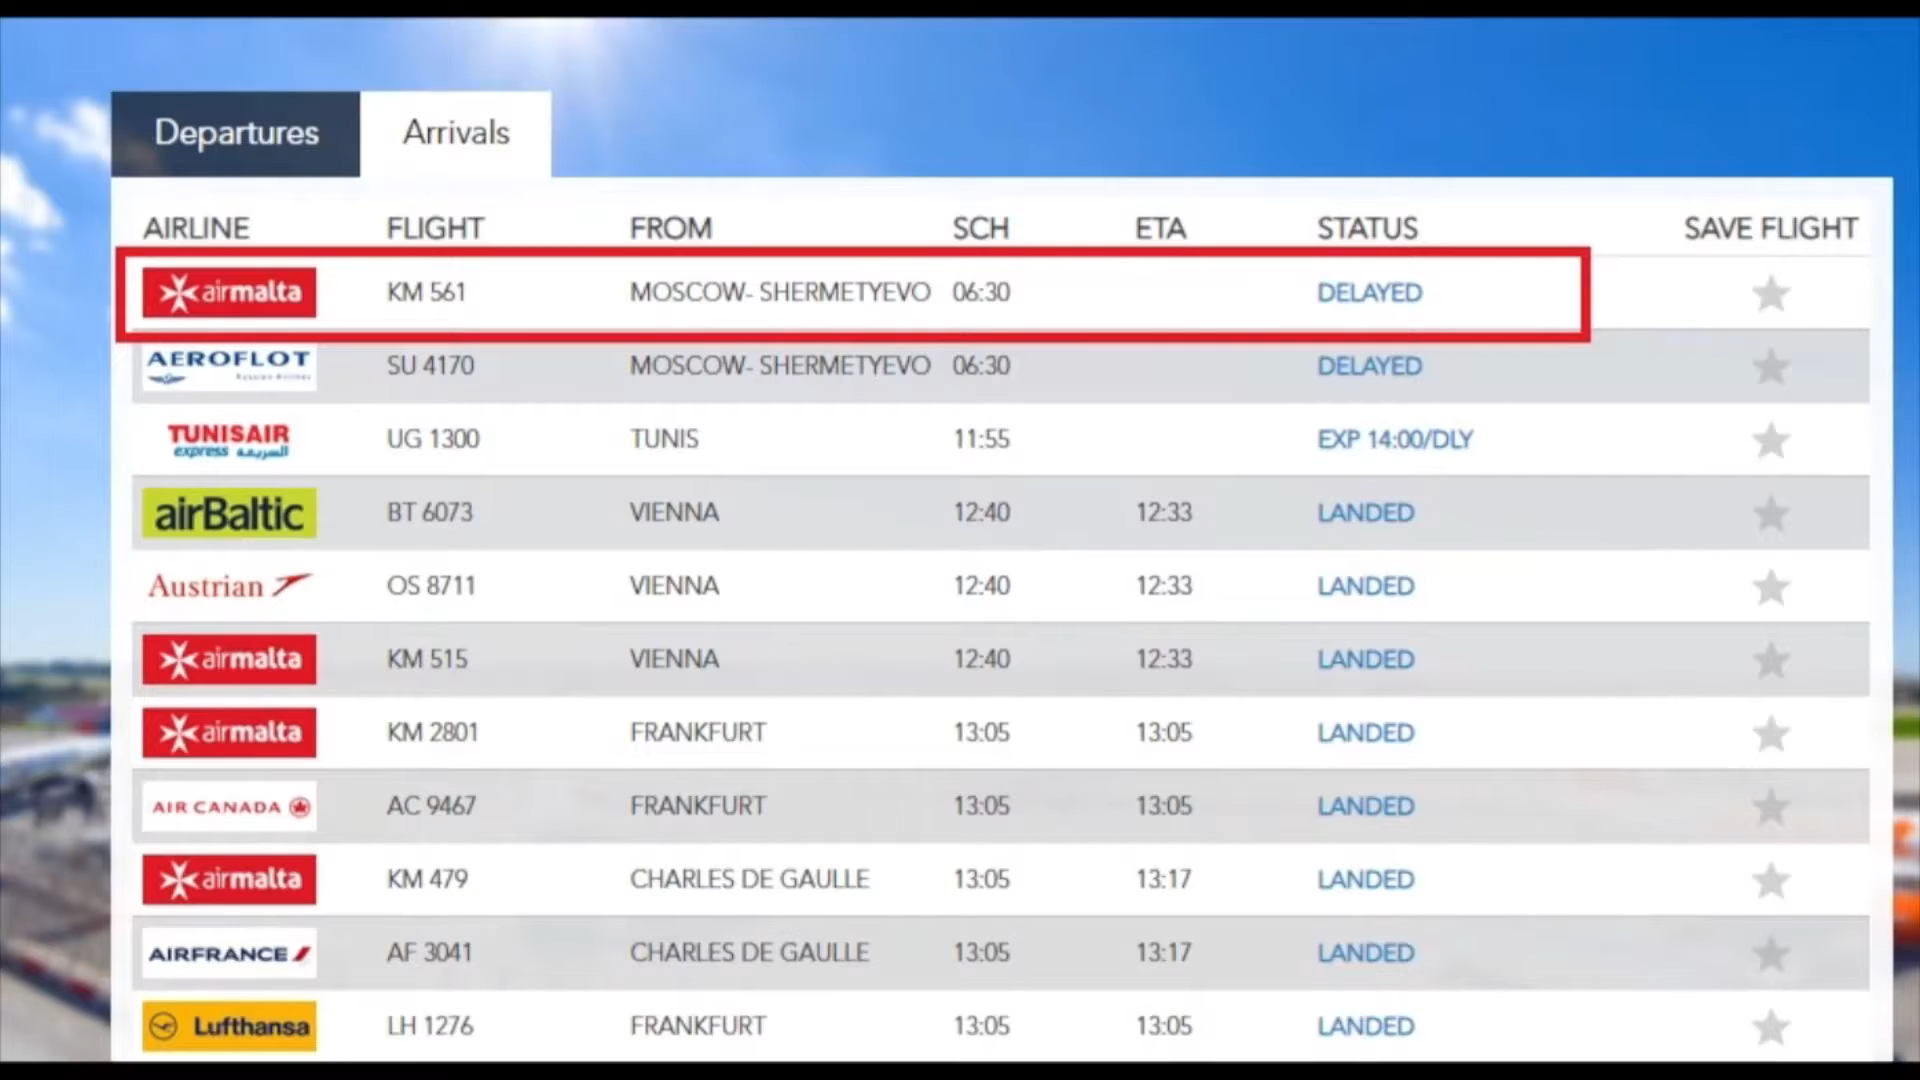 Departures Arrivals
AIRLINE FLIGHT FROM SCH ETA STATUS SAVE FLIGHT
airmalta KM 561 MOSCOW- SHERMETYEVO 06:30 DELAYED
AEROFLOT Russian Airlines SU 4170 MOSCOW- SHERMETYEVO 06:30 DELAYED
TUNISAIR express السريعة UG 1300 TUNIS 11:55 EXP 14:00/DLY
airBaltic BT 6073 VIENNA 12:40 12:33 LANDED
Austrian OS 8711 VIENNA 12:40 12:33 LANDED
airmalta KM 515 VIENNA 12:40 12:33 LANDED
airmalta KM 2801 FRANKFURT 13:05 13:05 LANDED
AIR CANADA AC 9467 FRANKFURT 13:05 13:05 LANDED
airmalta KM 479 CHARLES DE GAULLE 13:05 13:17 LANDED
AIRFRANCE AF 3041 CHARLES DE GAULLE 13:05 13:17 LANDED
Lufthansa LH 1276 FRANKFURT 13:05 13:05 LANDED